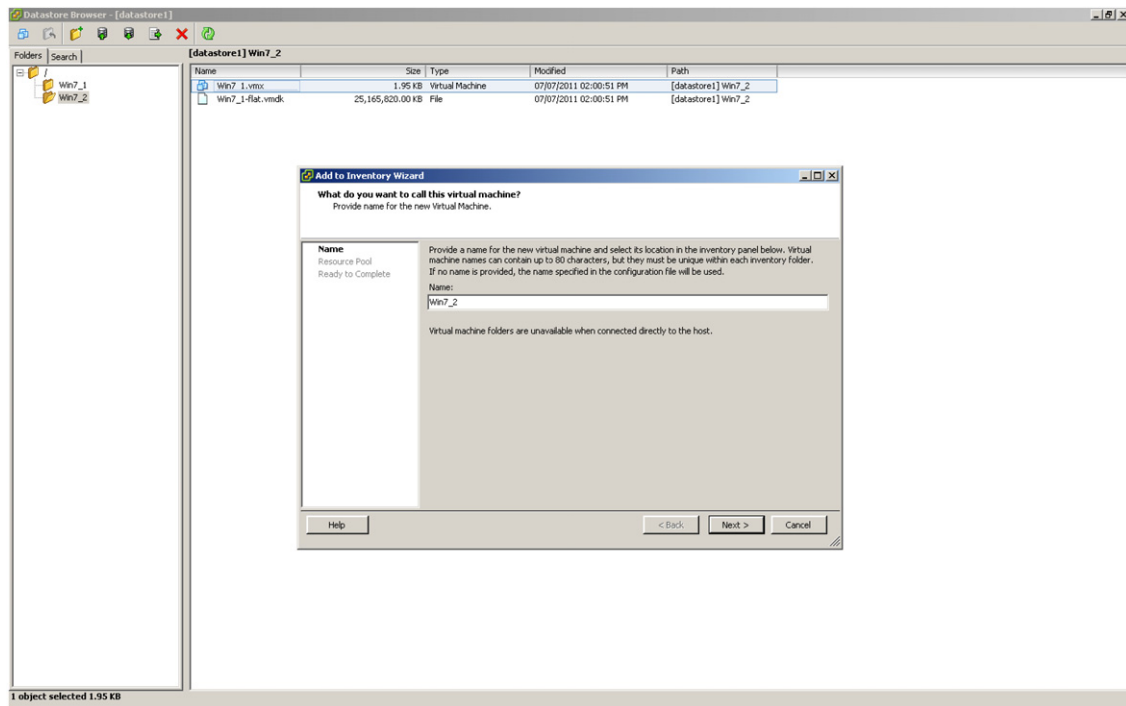 Datastore Browser - [datastore1]
Folders Search
[datastore1] Win7_2
/
Win7_1
Win7_2
Name Size Type Modified Path
Win7_1.vmx 1.95 KB Virtual Machine 07/07/2011 02:00:51 PM [datastore1] Win7_2
Win7_1-flat.vmdk 25,165,820.00 KB File 07/07/2011 02:00:51 PM [datastore1] Win7_2
Add to Inventory Wizard
What do you want to call this virtual machine?
Provide name for the new Virtual Machine.
Name
Resource Pool
Ready to Complete
Provide a name for the new virtual machine and select its location in the inventory panel below. Virtual
machine names can contain up to 80 characters, but they must be unique within each inventory folder.
If no name is provided, the name specified in the configuration file will be used.
Name:
Win7_2
Virtual machine folders are unavailable when connected directly to the host.
Help < Back Next > Cancel
1 object selected 1.95 KB